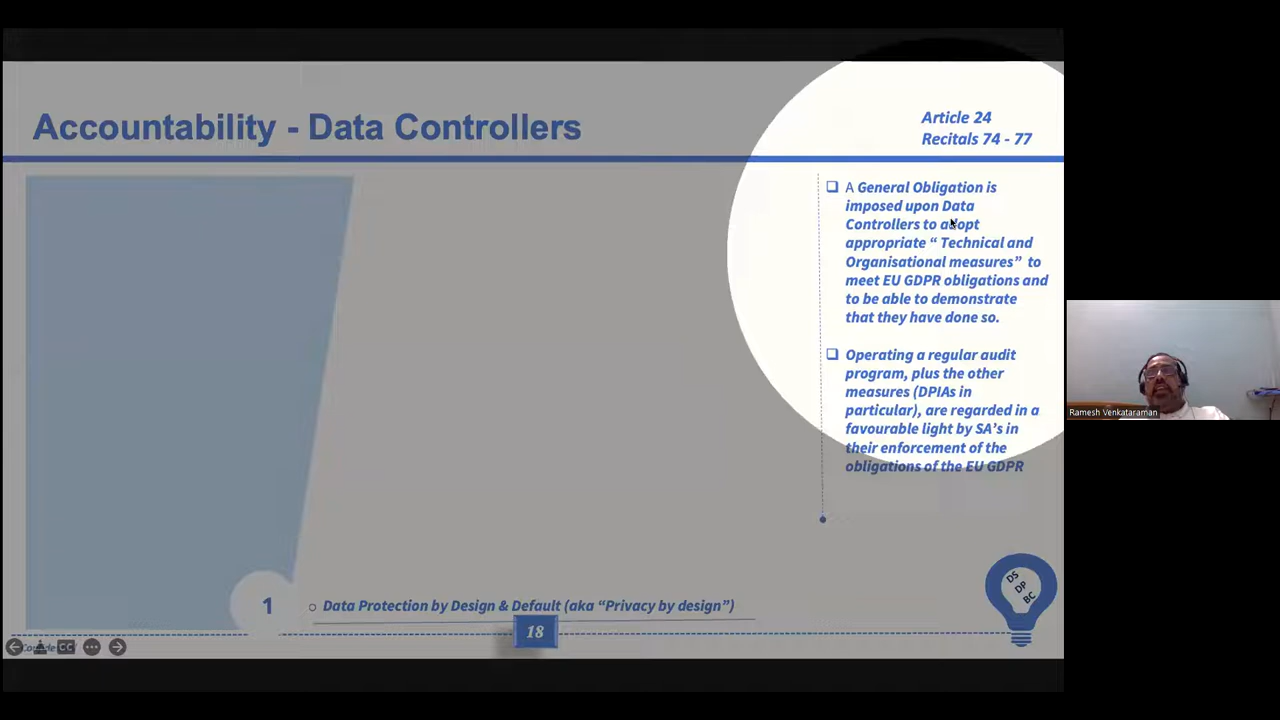 Accountability - Data Controllers
Article 24
Recitals 74 - 77
❑ A General Obligation is
imposed upon Data
Controllers to adopt
appropriate “ Technical and
Organisational measures” to
meet EU GDPR obligations and
to be able to demonstrate
that they have done so.
❑ Operating a regular audit
program, plus the other
measures (DPIAs in
particular), are regarded in a
favourable light by SA’s in
their enforcement of the
obligations of the EU GDPR
Ramesh Venkataraman
1
○ Data Protection by Design & Default (aka “Privacy by design”)
18
DS
DP
BC
CC